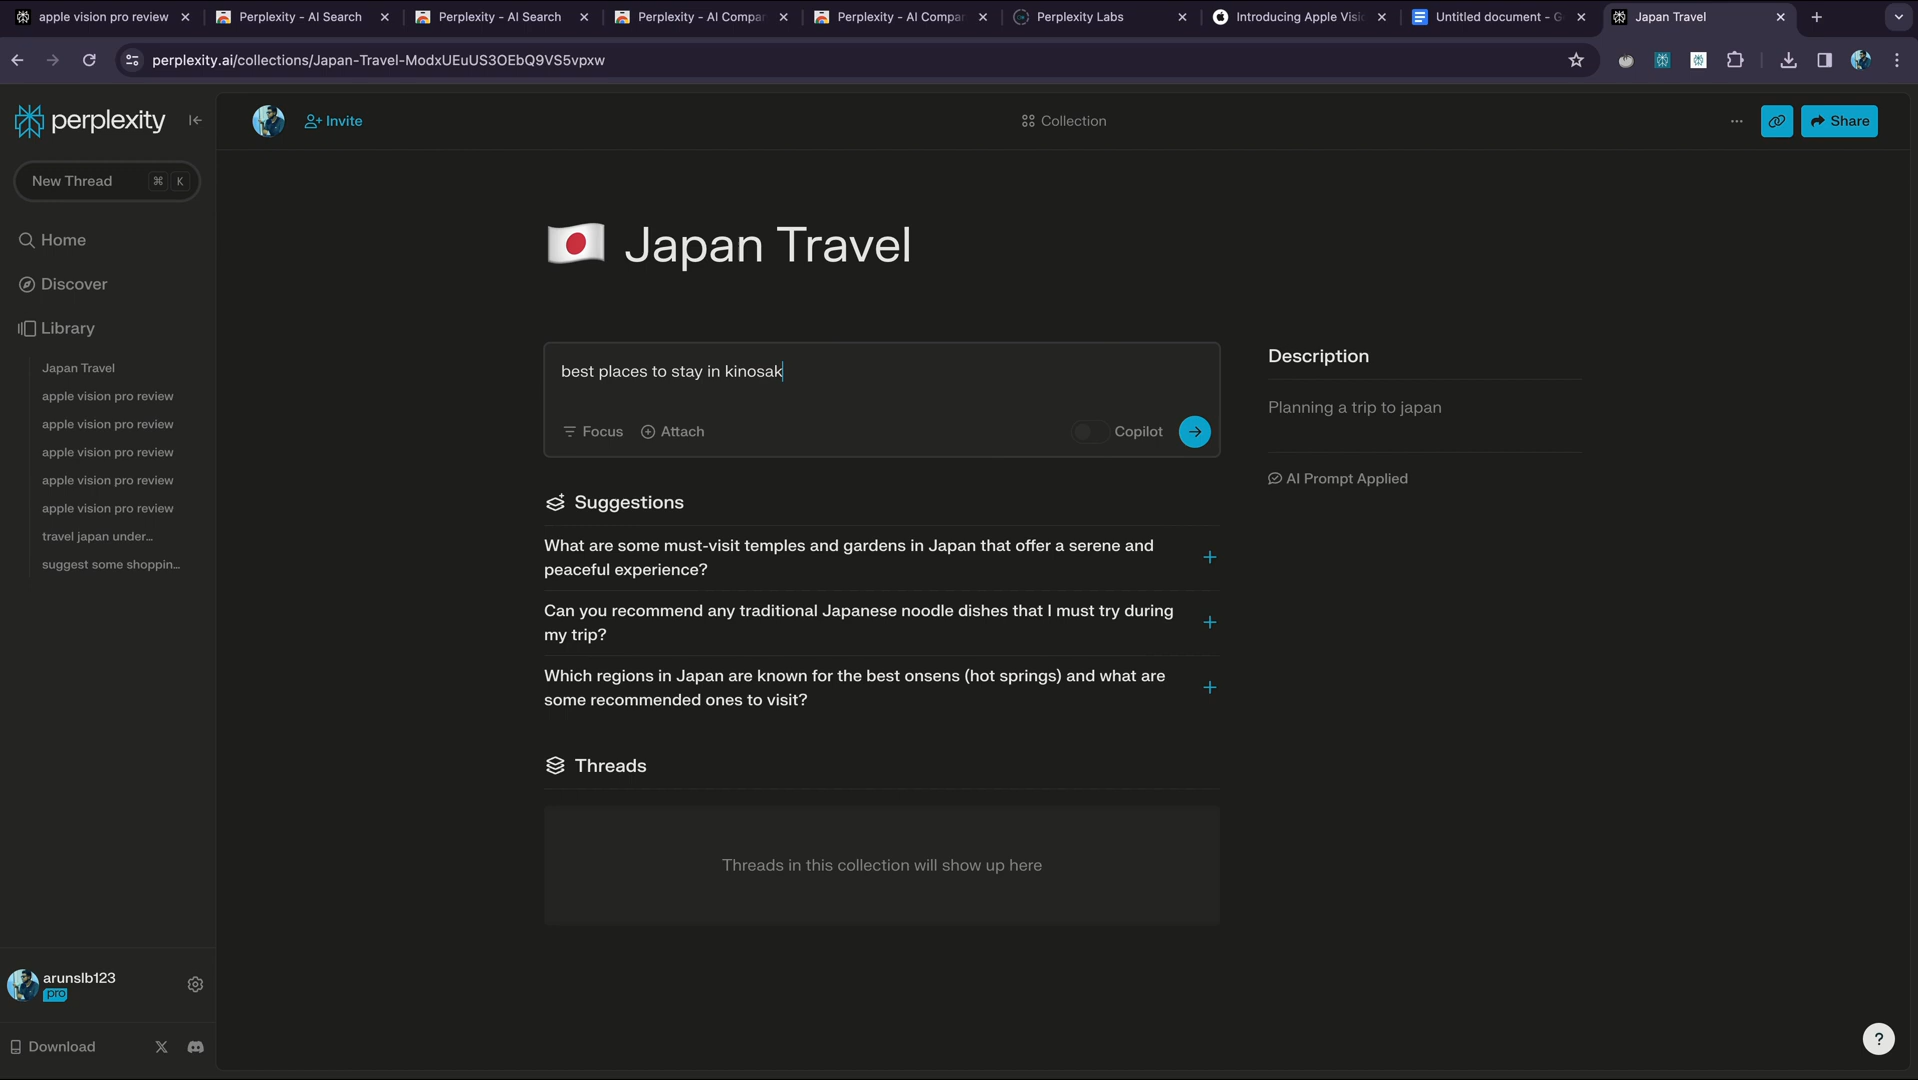 apple vision pro review
Perplexity - AI Search
Perplexity - AI Search
Perplexity - AI Compar
Perplexity - AI Compar
Perplexity Labs
Introducing Apple Visio
Untitled document - G
Japan Travel
perplexity.ai/collections/Japan-Travel-ModxUEuUS3OEbQ9VS5vpxw
perplexity
Invite
Collection
Share
New Thread
⌘ K
Home
Discover
Library
Japan Travel
apple vision pro review
apple vision pro review
apple vision pro review
apple vision pro review
apple vision pro review
travel japan under...
suggest some shoppin...
Japan Travel
best places to stay in kinosak
Focus
Attach
Copilot
Description
Planning a trip to japan
AI Prompt Applied
Suggestions
What are some must-visit temples and gardens in Japan that offer a serene and
peaceful experience?
Can you recommend any traditional Japanese noodle dishes that I must try during
my trip?
Which regions in Japan are known for the best onsens (hot springs) and what are
some recommended ones to visit?
Threads
Threads in this collection will show up here
arunslb123
pro
Download
?